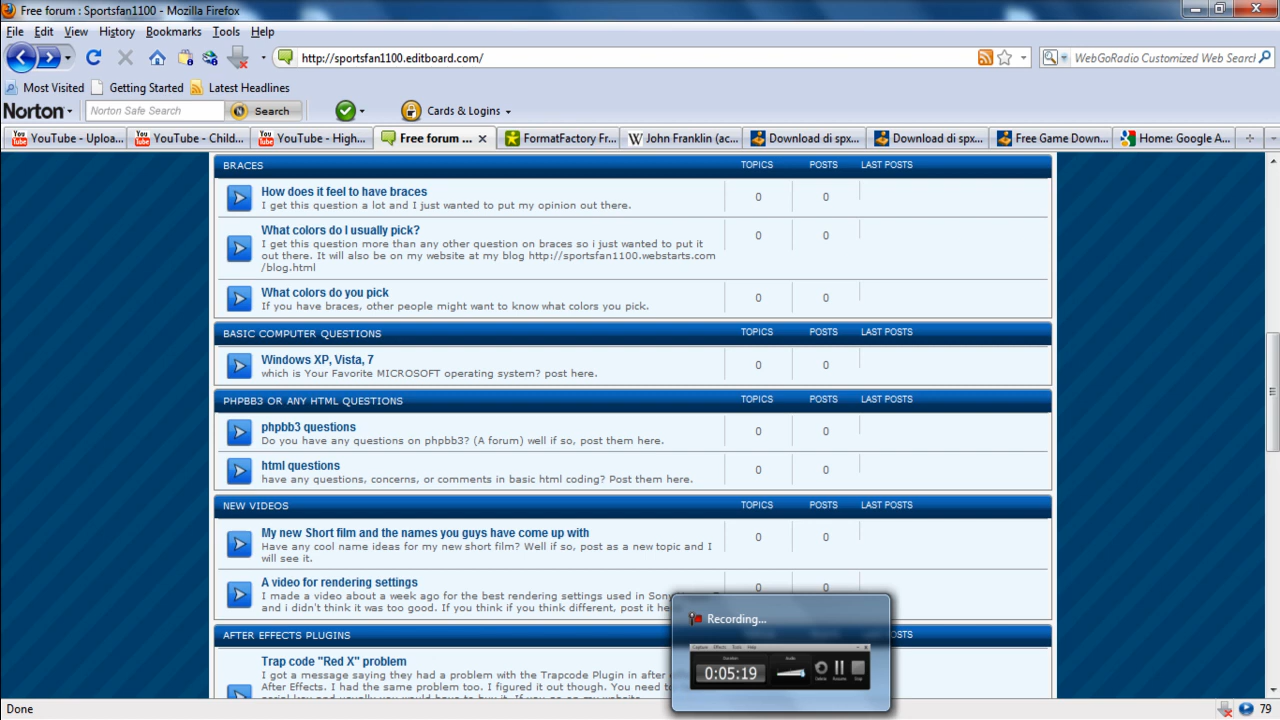 Free forum : Sportsfan1100 - Mozilla Firefox
File Edit View History Bookmarks Tools Help
http://sportsfan1100.editboard.com/
WebGoRadio Customized Web Search
Most Visited Getting Started Latest Headlines
Norton Norton Safe Search Search Cards & Logins
YouTube - Uploa... YouTube - Child... YouTube - High... Free forum ... FormatFactory Fr... John Franklin (ac... Download di spx... Download di spx... Free Game Down... Home: Google A...
BRACES TOPICS POSTS LAST POSTS
How does it feel to have braces
I get this question a lot and I just wanted to put my opinion out there. 0 0
What colors do I usually pick?
I get this question more than any other question on braces so i just wanted to put it 0 0
out there. It will also be on my website at my blog http://sportsfan1100.webstarts.com
/blog.html
What colors do you pick
If you have braces, other people might want to know what colors you pick. 0 0
BASIC COMPUTER QUESTIONS TOPICS POSTS LAST POSTS
Windows XP, Vista, 7
which is Your Favorite MICROSOFT operating system? post here. 0 0
PHPBB3 OR ANY HTML QUESTIONS TOPICS POSTS LAST POSTS
phpbb3 questions
Do you have any questions on phpbb3? (A forum) well if so, post them here. 0 0
html questions
have any questions, concerns, or comments in basic html coding? Post them here. 0 0
NEW VIDEOS TOPICS POSTS LAST POSTS
My new Short film and the names you guys have come up with
Have any cool name ideas for my new short film? Well if so, post as a new topic and I 0 0
will see it.
A video for rendering settings 0 0
I made a video about a week ago for the best rendering settings used in Sony
and i didn't think it was too good. If you think if you think different, post it he
Recording...
AFTER EFFECTS PLUGINS POSTS
Capture Effects Tools Help
Duration Audio
0:05:19
Delete Resume Stop
Trap code "Red X" problem
I got a message saying they had a problem with the Trapcode Plugin in after
After Effects. I had the same problem too. I figured it out though. You need to
Done 79